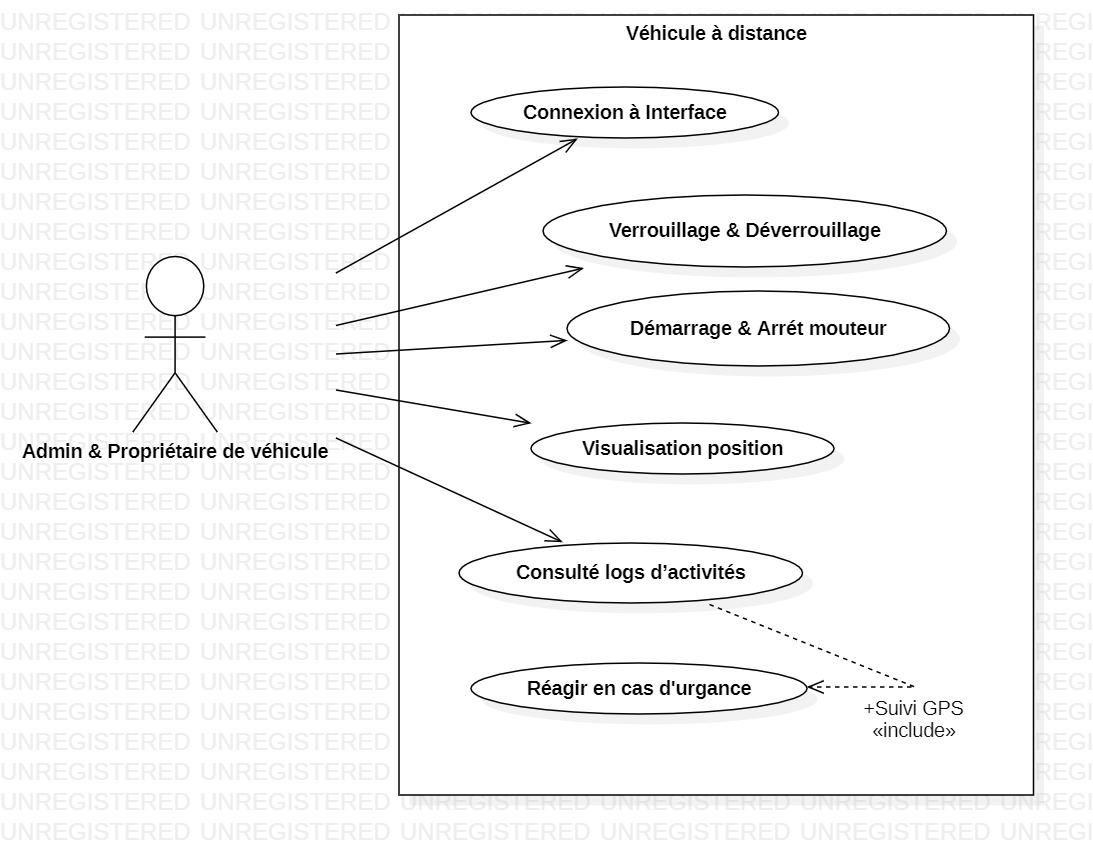 Véhicule à distance
Connexion à Interface
Verrouillage & Déverrouillage
Démarrage & Arrét mouteur
Admin & Propriétaire de véhicule
Visualisation position
Consulté logs d’activités
Réagir en cas d'urgance
+Suivi GPS
«include»
UNREGISTERED